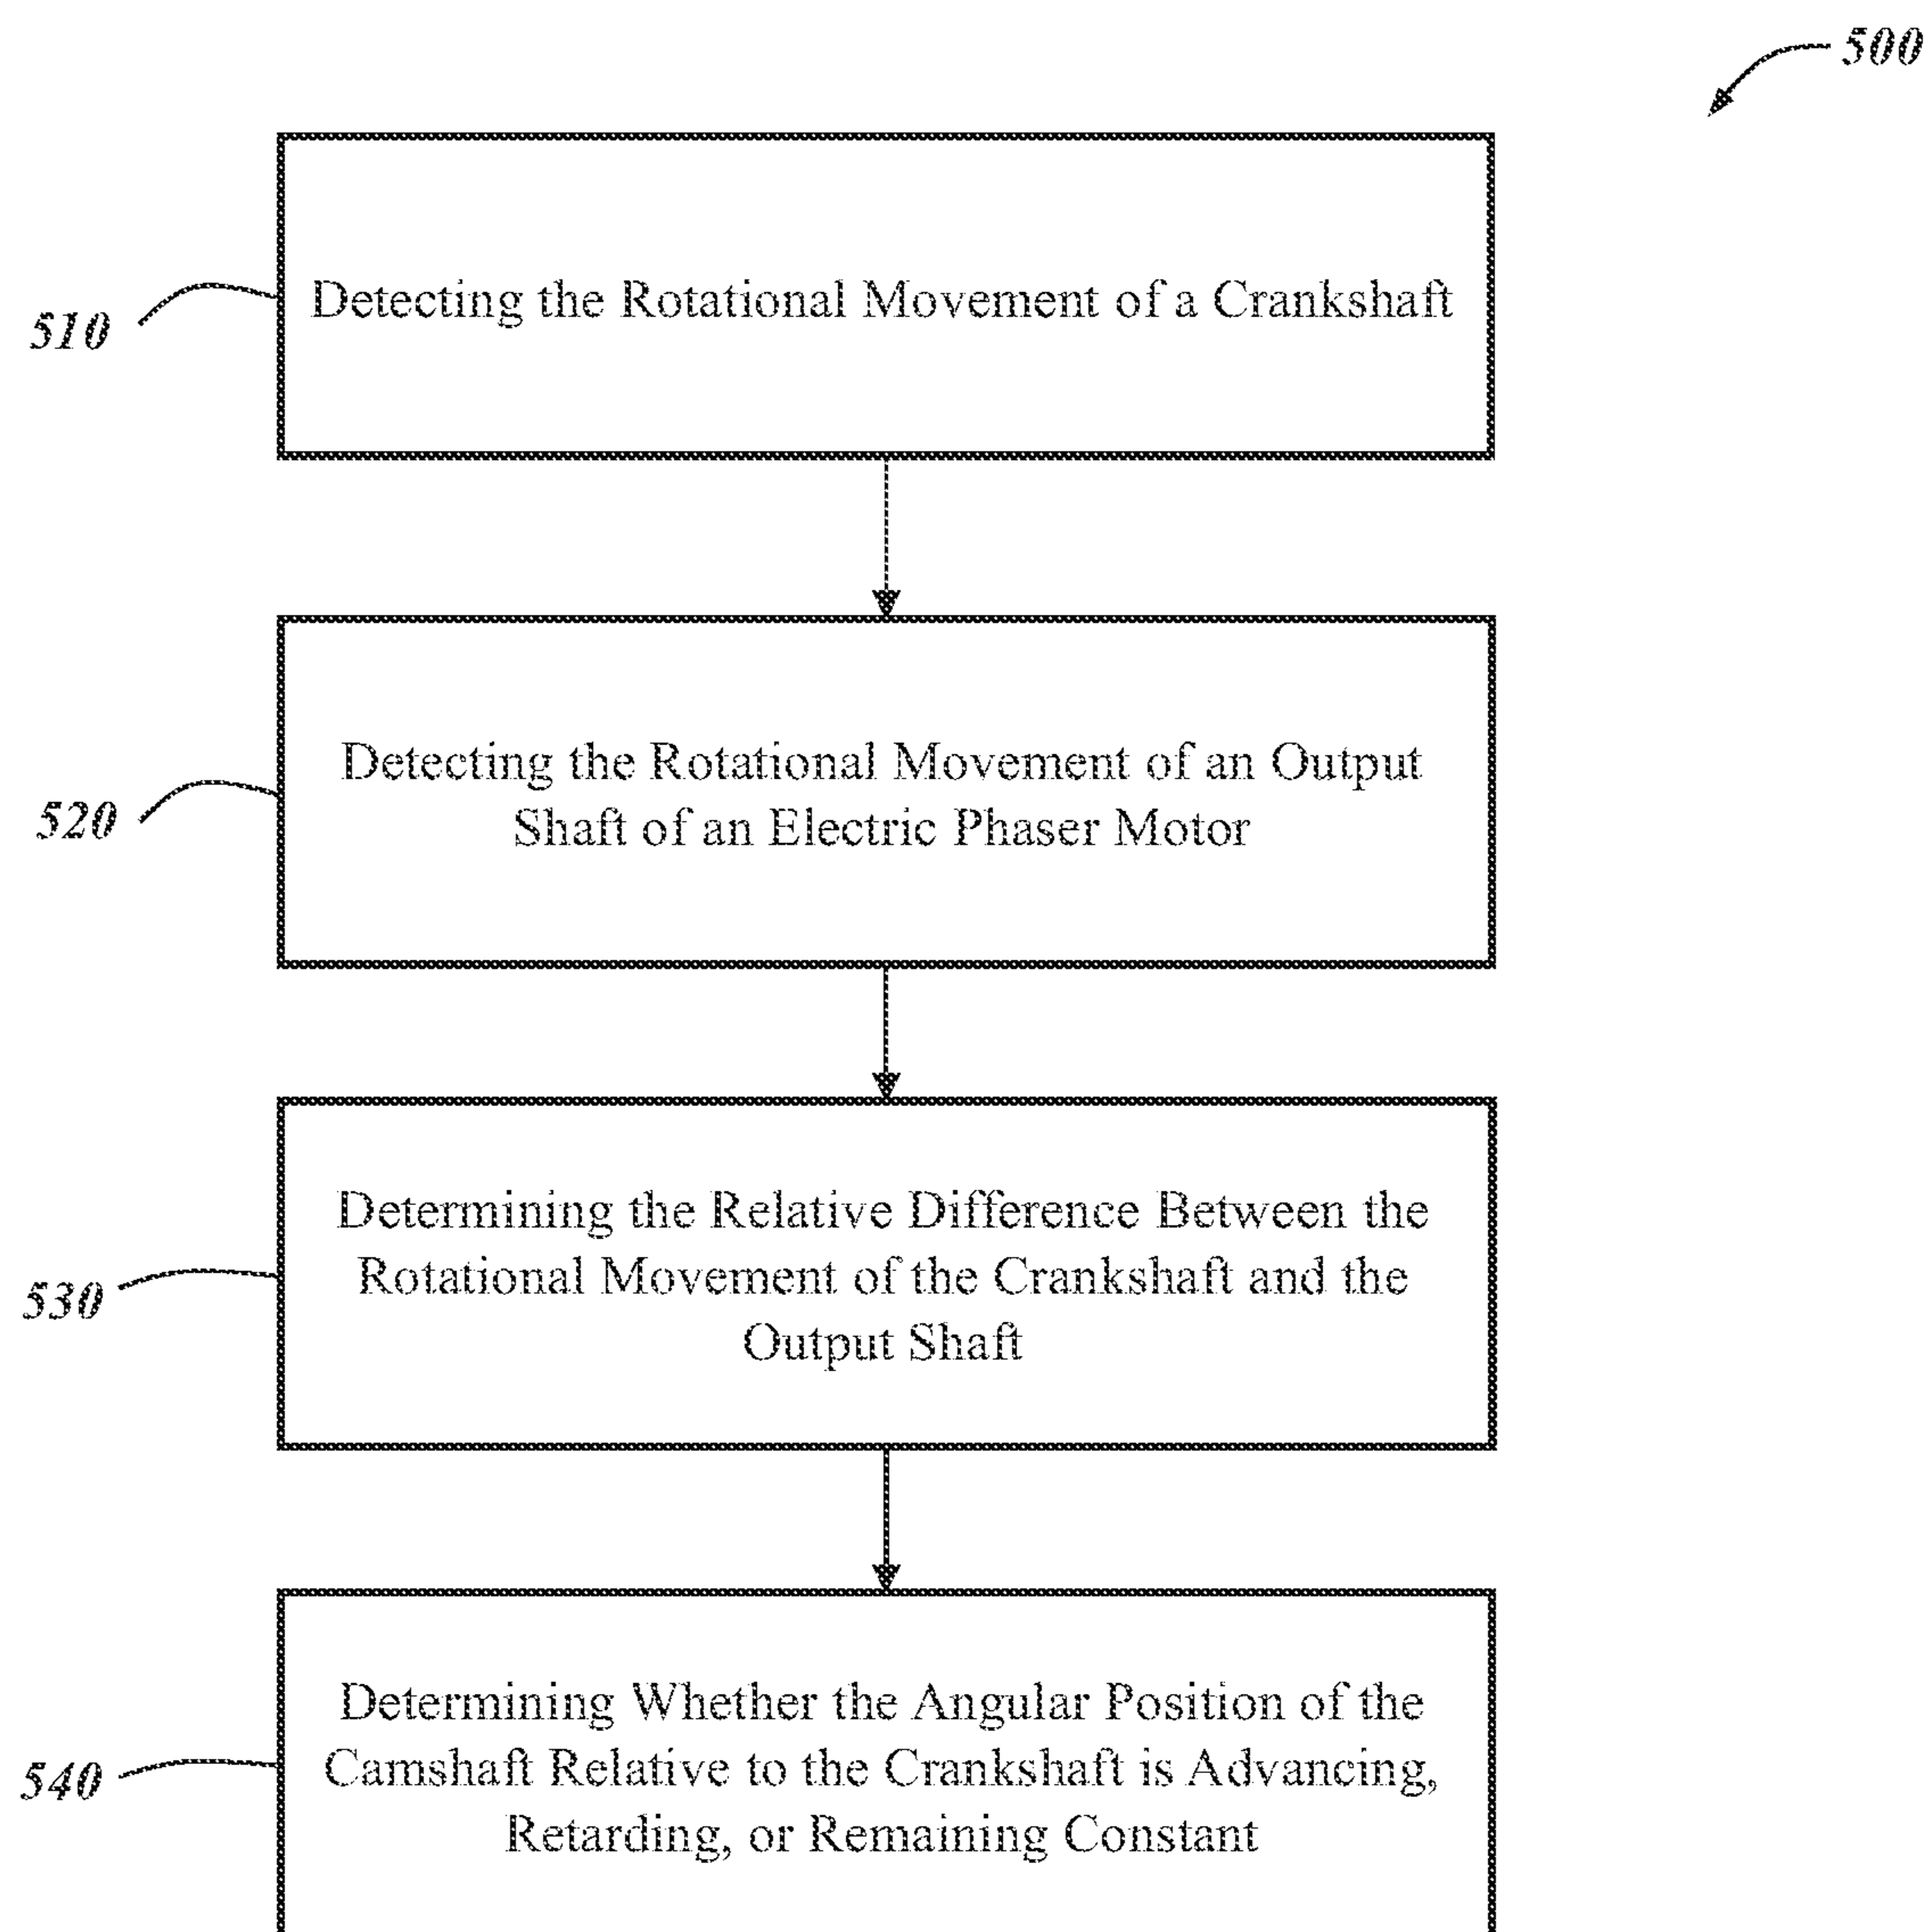 500
510
Detecting the Rotational Movement of a Crankshaft
520
Detecting the Rotational Movement of an Output
Shaft of an Electric Phaser Motor
530
Determining the Relative Difference Between the
Rotational Movement of the Crankshaft and the
Output Shaft
540
Determining Whether the Angular Position of the
Camshaft Relative to the Crankshaft is Advancing,
Retarding, or Remaining Constant